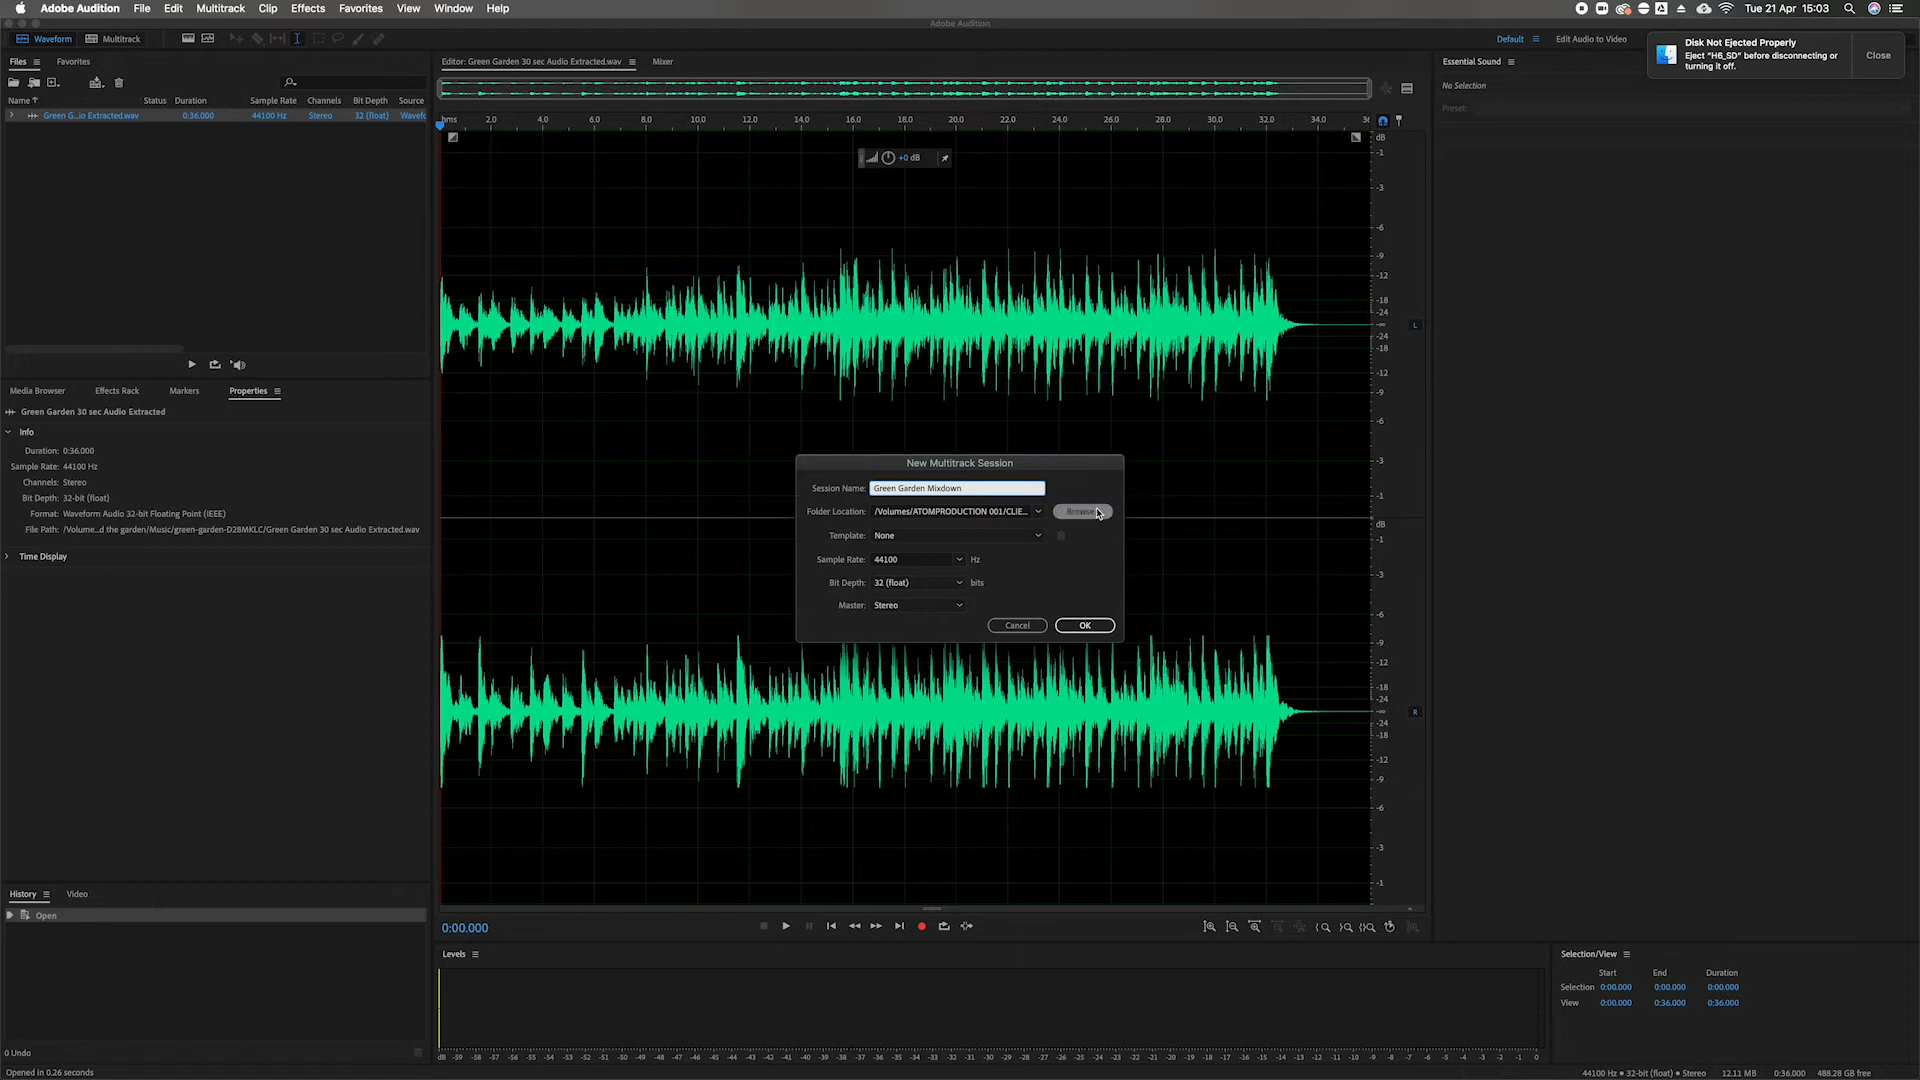 Adobe Audition File Edit Multitrack Clip Effects Favorites View Window Help
Tue 21 Apr 15:03
Adobe Audition
Waveform Multitrack
Default Edit Audio to Video
Disk Not Ejected Properly
Eject "H6_SD" before disconnecting or
turning it off.
Close
Files Favorites
Editor: Green Garden 30 sec Audio Extracted.wav Mixer
Essential Sound
No Selection
Preset:
Name Status Duration Sample Rate Channels Bit Depth Source
Green G...io Extracted.wav 0:36.000 44100 Hz Stereo 32 (float) Wavefo
hms 2.0 4.0 6.0 8.0 10.0 12.0 14.0 16.0 18.0 20.0 22.0 24.0 26.0 28.0 30.0 32.0 34.0 36
+0 dB
dB
-1
-3
-6
-9
-12
-18
-24
-∞
-24
-18
-12
-9
-6
-3
-1
L
Media Browser Effects Rack Markers Properties
Green Garden 30 sec Audio Extracted
Info
Duration: 0:36.000
Sample Rate: 44100 Hz
Channels: Stereo
Bit Depth: 32-bit (float)
Format: Waveform Audio 32-bit Floating Point (IEEE)
File Path: /Volume...d the garden/Music/green-garden-D28MKLC/Green Garden 30 sec Audio Extracted.wav
Time Display
New Multitrack Session
Session Name: Green Garden Mixdown
Folder Location: /Volumes/ATOMPRODUCTION 001/CLIE... Browse
Template: None
Sample Rate: 44100 Hz
Bit Depth: 32 (float) bits
Master: Stereo
Cancel OK
dB
-1
-3
-6
-9
-12
-18
-24
-∞
-24
-18
-12
-9
-6
-3
-1
R
History Video
Open
0 Undo
Opened in 0.26 seconds
0:00.000
Levels
dB -59 -58 -57 -56 -55 -54 -53 -52 -51 -50 -49 -48 -47 -46 -45 -44 -43 -42 -41 -40 -39 -38 -37 -36 -35 -34 -33 -32 -31 -30 -29 -28 -27 -26 -25 -24 -23 -22 -21 -20 -19 -18 -17 -16 -15 -14 -13 -12 -11 -10 -9 -8 -7 -6 -5 -4 -3 -2 -1 0
Selection/View
Start End Duration
Selection 0:00.000 0:00.000 0:00.000
View 0:00.000 0:36.000 0:36.000
44100 Hz • 32-bit (float) • Stereo 12.11 MB 0:36.000 488.28 GB free